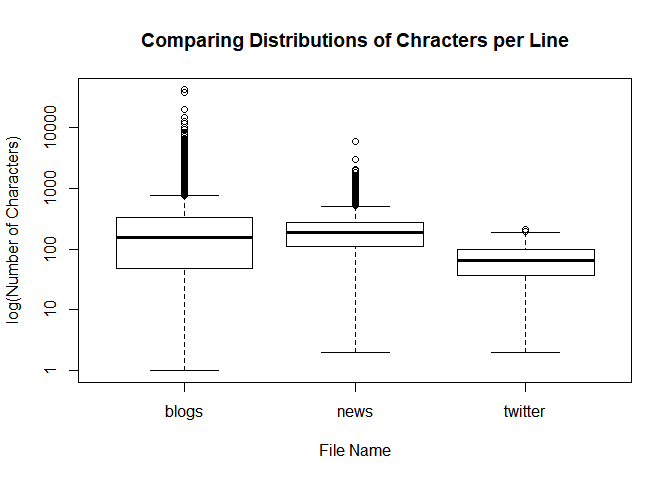 Comparing Distributions of Chracters per Line
log(Number of Characters)
10000
1000
100
10
1
blogs
news
twitter
File Name